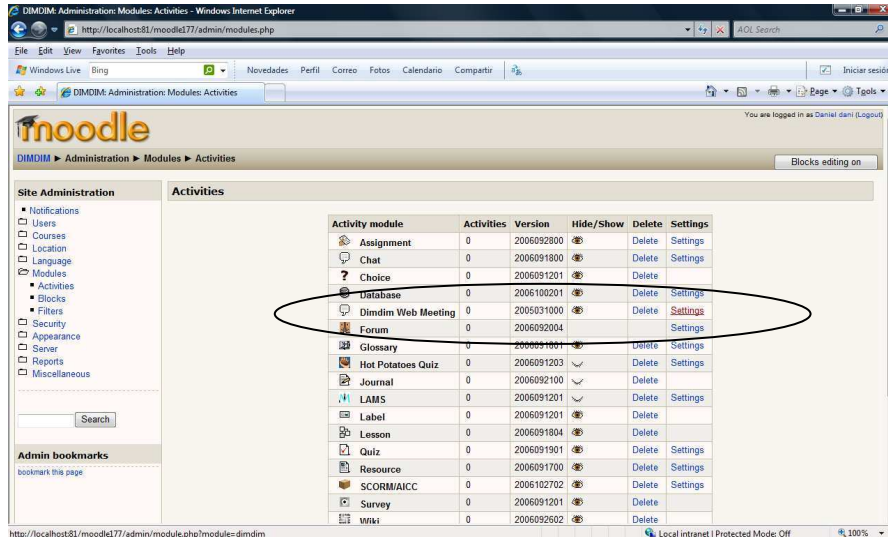 DIMDIM: Administration: Modules: Activities - Windows Internet Explorer
http://localhost:81/moodle177/admin/modules.php
AOL Search
File Edit View Favorites Tools Help
Windows Live Bing Novedades Perfil Correo Fotos Calendario Compartir Iniciar sesión
DIMDIM: Administration: Modules: Activities Page Tools
You are logged in as Daniel dani (Logout)
moodle
DIMDIM ► Administration ► Modules ► Activities Blocks editing on
Site Administration
Notifications
Users
Courses
Location
Language
Modules
Activities
Blocks
Filters
Security
Appearance
Server
Reports
Miscellaneous
Search
Admin bookmarks
bookmark this page
Activities
Activity module Activities Version Hide/Show Delete Settings
Assignment 0 2006092800 Delete Settings
Chat 0 2006091800 Delete Settings
Choice 0 2006091201 Delete
Database 0 2006100201 Delete Settings
Dimdim Web Meeting 0 2005031000 Delete Settings
Forum 0 2006092004 Settings
Glossary 0 Delete Settings
Hot Potatoes Quiz 0 2006091203 Delete Settings
Journal 0 2006092100 Delete
LAMS 0 2006091201 Delete Settings
Label 0 2006091201 Delete
Lesson 0 2006091804 Delete
Quiz 0 2006091901 Delete Settings
Resource 0 2006091700 Delete Settings
SCORM/AICC 0 2006102702 Delete Settings
Survey 0 2006091201 Delete
Wiki 0 2006092602 Delete
http://localhost:81/moodle177/admin/module.php?module=dimdim
Local intranet | Protected Mode: Off 100%